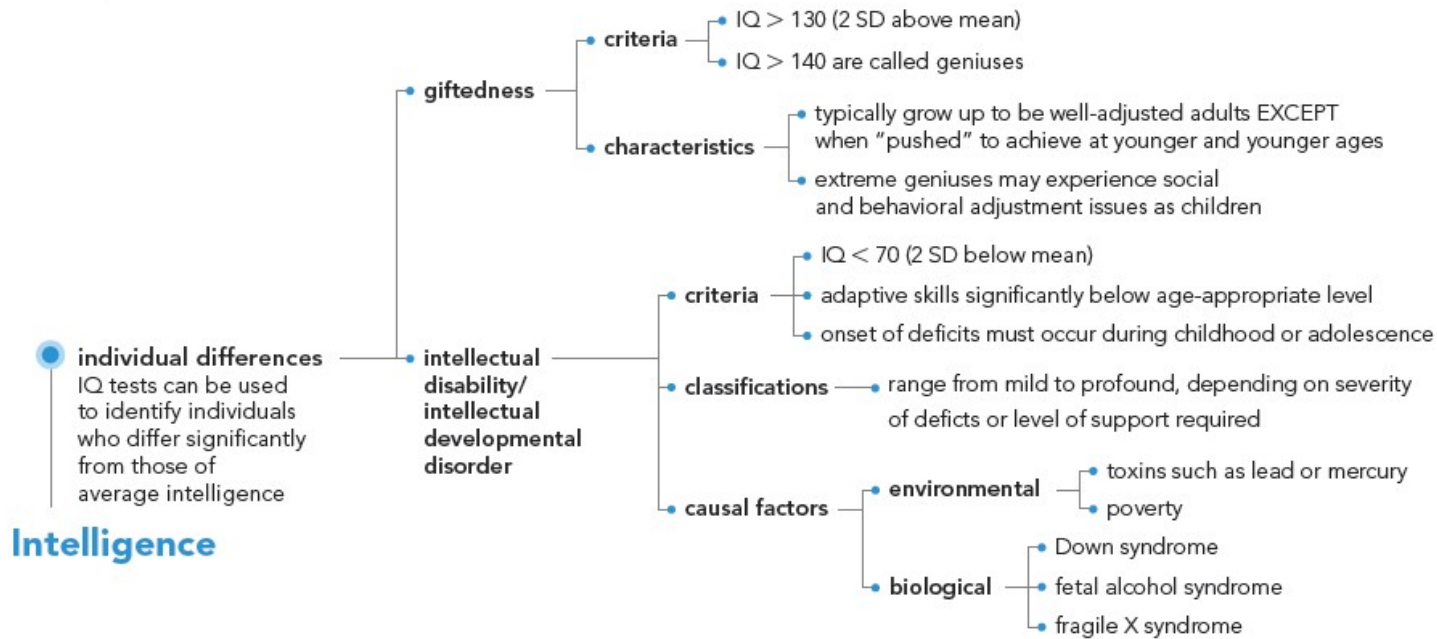 IQ > 130 (2 SD above mean)
criteria
IQ > 140 are called geniuses
giftedness
typically grow up to be well-adjusted adults EXCEPT
when “pushed” to achieve at younger and younger ages
characteristics
extreme geniuses may experience social
and behavioral adjustment issues as children
IQ < 70 (2 SD below mean)
criteria
adaptive skills significantly below age-appropriate level
onset of deficits must occur during childhood or adolescence
individual differences
IQ tests can be used
to identify individuals
who differ significantly
from those of
average intelligence
intellectual
disability/
intellectual
developmental
disorder
classifications
range from mild to profound, depending on severity
of deficts or level of support required
causal factors
environmental
toxins such as lead or mercury
poverty
biological
Down syndrome
fetal alcohol syndrome
fragile X syndrome
Intelligence